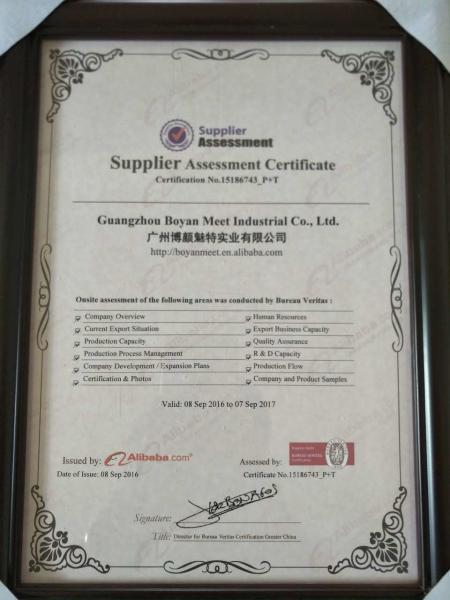 Supplier
Assessment
Supplier Assessment Certificate
Certification No.15186743_P+T
Guangzhou Boyan Meet Industrial Co., Ltd.
广州博颜魅特实业有限公司
http://boyanmeet.en.alibaba.com
Onsite assessment of the following areas was conducted by Bureau Veritas :
Company Overview
Human Resources
Current Export Situation
Export Business Capacity
Production Capacity
Quality Assurance
Production Process Management
R & D Capacity
Company Development / Expansion Plans
Production Flow
Certification & Photos
Company and Product Samples
Valid: 08 Sep 2016 to 07 Sep 2017
Issued by: Alibaba.com®
Assessed by:
BUREAU VERITAS
Certification
Date of Issue: 08 Sep 2016
Certificate No.15186743_P+T
Signature:
Title: Director for Bureau Veritas Certification Greater China